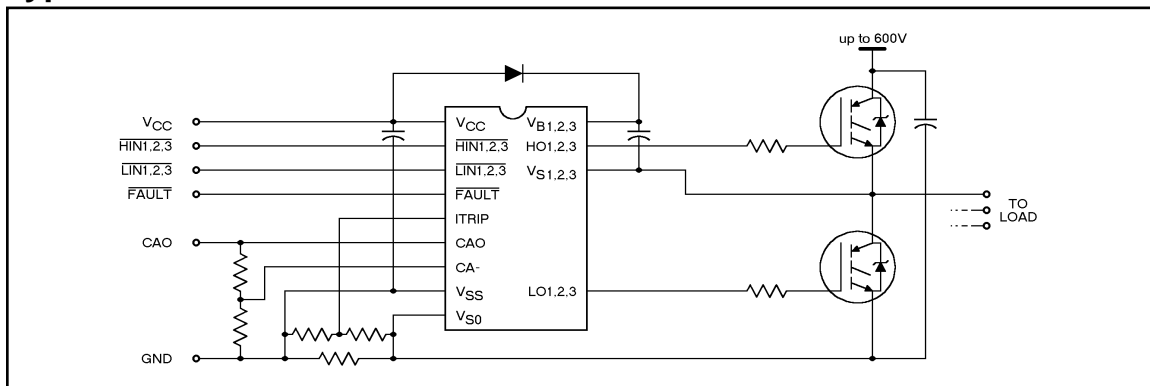 up to 600V
VCC
HIN1,2,3
LIN1,2,3
FAULT
CAO
GND
VCC
HIN1,2,3
LIN1,2,3
FAULT
ITRIP
CAO
CA-
VSS
VS0
VB1,2,3
HO1,2,3
VS1,2,3
LO1,2,3
TO
LOAD